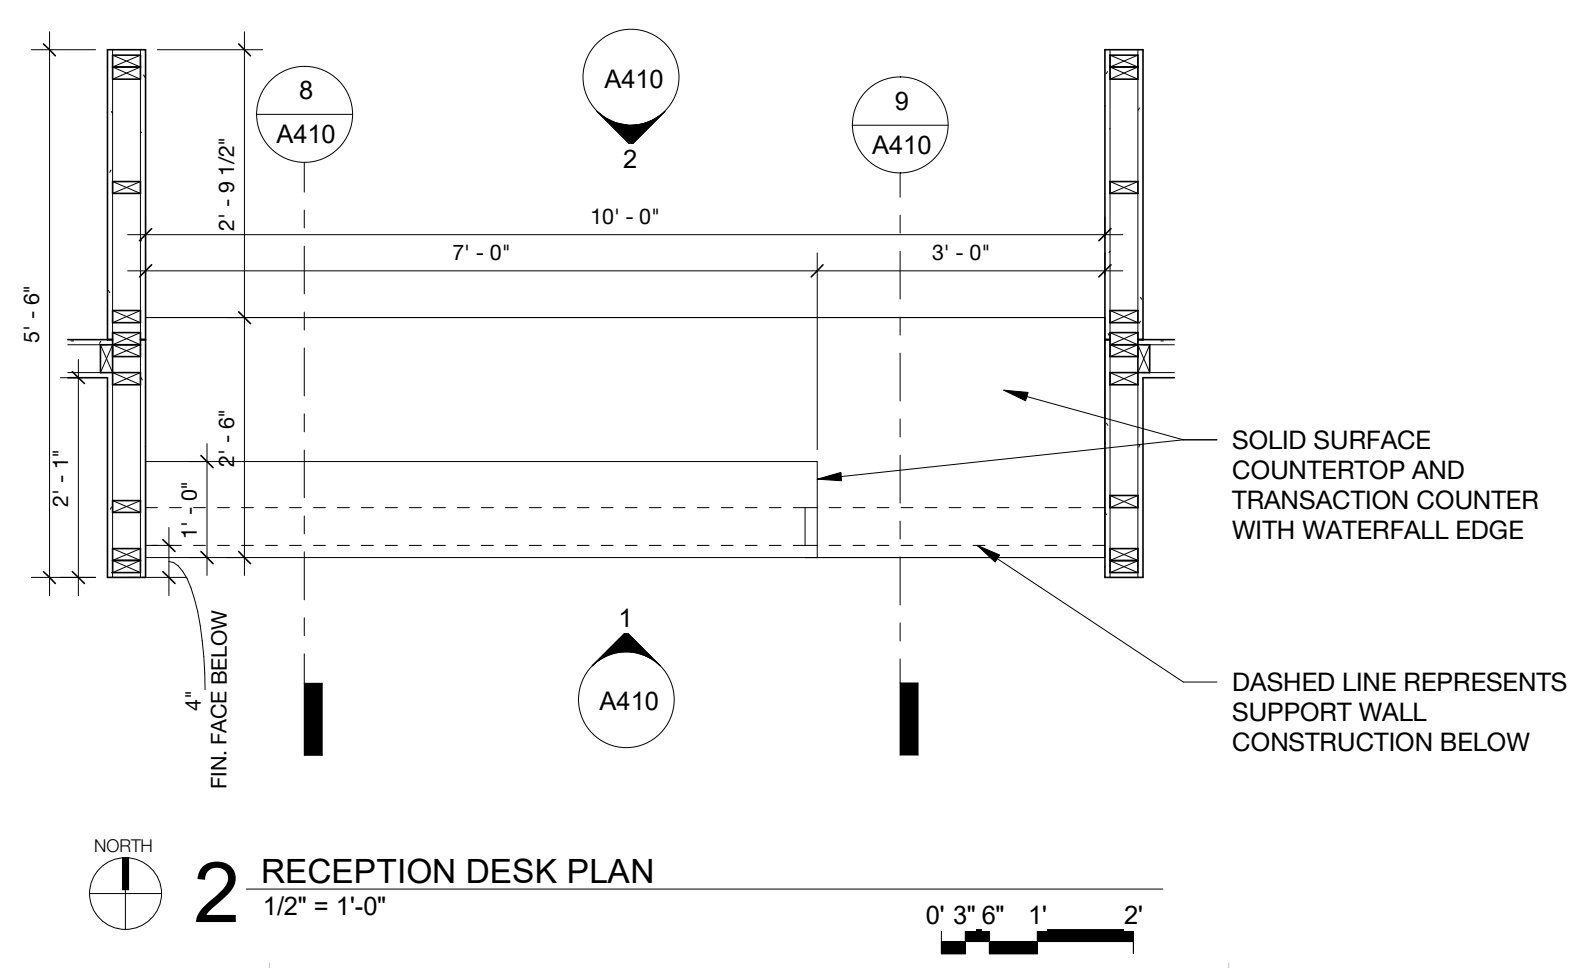 A410
2
8
A410
9
A410
2' - 9 1/2"
10' - 0"
7' - 0"
3' - 0"
5' - 6"
2' - 1"
2' - 6"
1' - 0"
4"
FIN. FACE BELOW
SOLID SURFACE
COUNTERTOP AND
TRANSACTION COUNTER
WITH WATERFALL EDGE
1
A410
DASHED LINE REPRESENTS
SUPPORT WALL
CONSTRUCTION BELOW
NORTH
2
RECEPTION DESK PLAN
1/2" = 1'-0"
0' 3" 6" 1' 2'